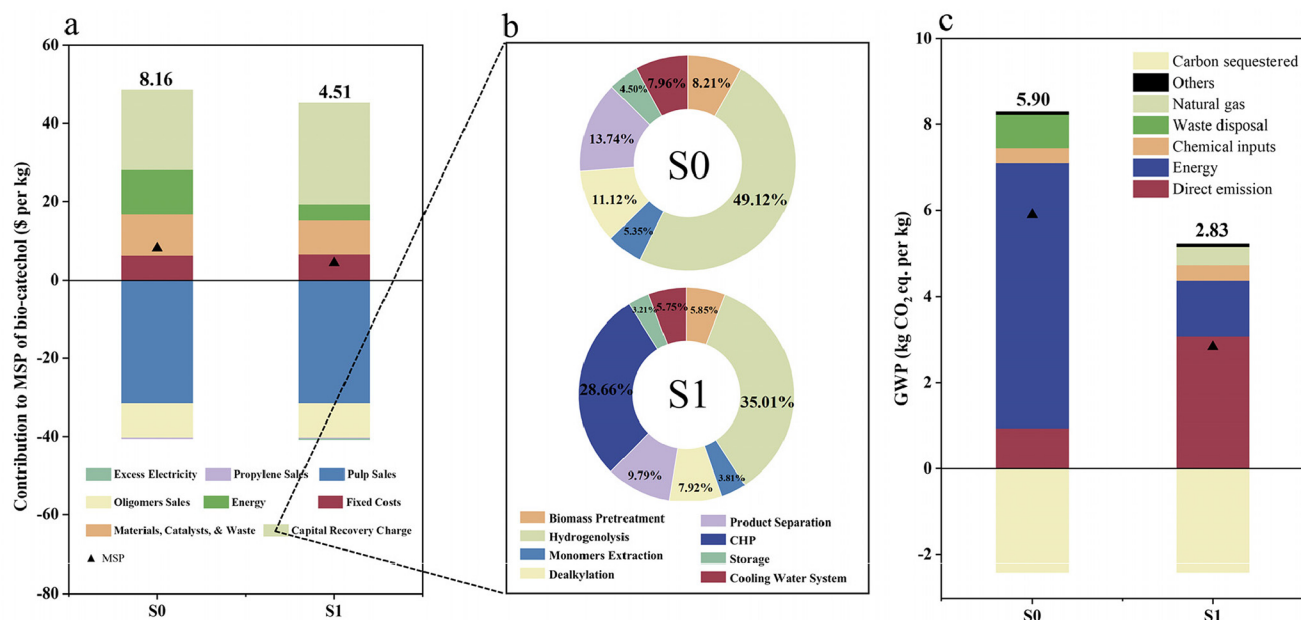 a
Contribution to MSP of bio-catechol ($ per kg)
60
40
20
0
-20
-40
-60
-80
8.16
4.51
Excess Electricity
Propylene Sales
Pulp Sales
Oligomers Sales
Energy
Fixed Costs
Materials, Catalysts, & Waste
Capital Recovery Charge
MSP
S0
S1
b
S0
8.21%
49.12%
5.35%
11.12%
13.74%
4.50%
7.96%
S1
5.85%
35.01%
3.81%
7.92%
9.79%
28.66%
3.21%
5.75%
Biomass Pretreatment
Hydrogenolysis
Monomers Extraction
Dealkylation
Product Separation
CHP
Storage
Cooling Water System
c
GWP (kg CO₂ eq. per kg)
10
8
6
4
2
0
-2
5.90
2.83
Carbon sequestered
Others
Natural gas
Waste disposal
Chemical inputs
Energy
Direct emission
S0
S1